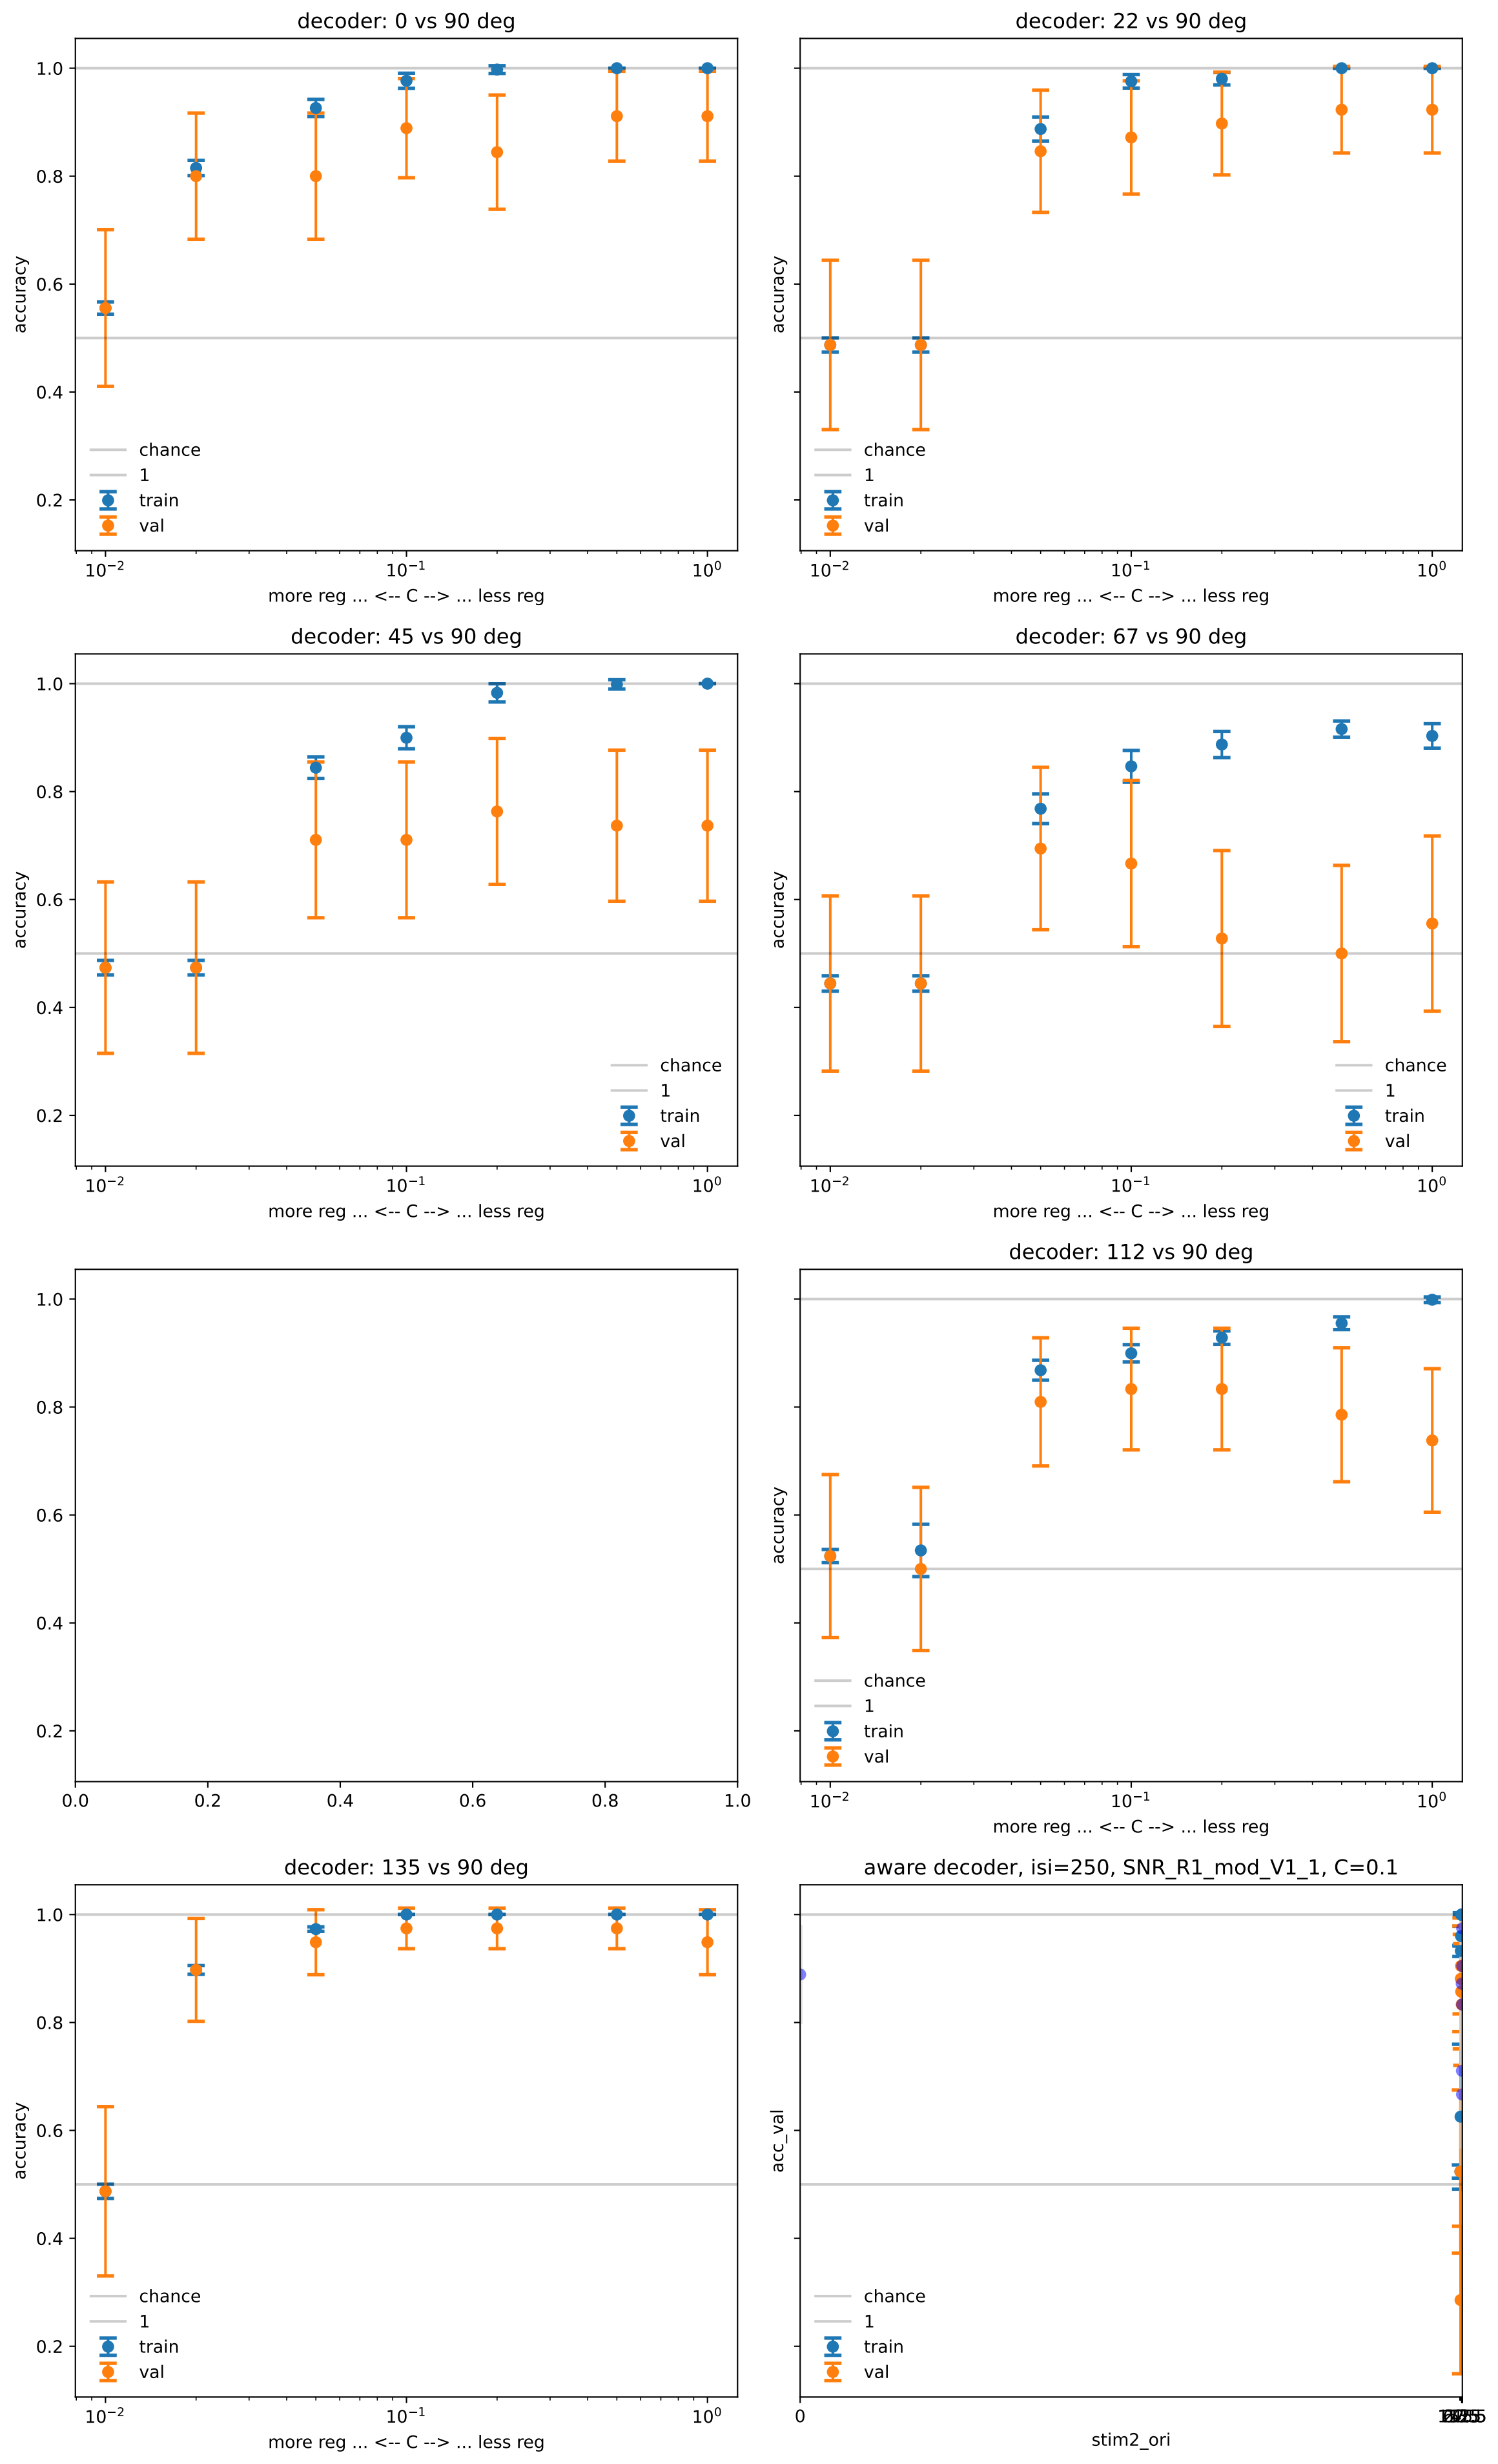 decoder: 0 vs 90 deg
1.0
0.8
0.6
0.4
0.2
accuracy
chance
1
train
val
10⁻² 10⁻¹ 10⁰
more reg ... <-- C --> ... less reg
decoder: 22 vs 90 deg
accuracy
chance
1
train
val
10⁻² 10⁻¹ 10⁰
more reg ... <-- C --> ... less reg
decoder: 45 vs 90 deg
1.0
0.8
0.6
0.4
0.2
accuracy
chance
1
train
val
10⁻² 10⁻¹ 10⁰
more reg ... <-- C --> ... less reg
decoder: 67 vs 90 deg
accuracy
chance
1
train
val
10⁻² 10⁻¹ 10⁰
more reg ... <-- C --> ... less reg
1.0
0.8
0.6
0.4
0.2
0.0 0.2 0.4 0.6 0.8 1.0
decoder: 112 vs 90 deg
accuracy
chance
1
train
val
10⁻² 10⁻¹ 10⁰
more reg ... <-- C --> ... less reg
decoder: 135 vs 90 deg
1.0
0.8
0.6
0.4
0.2
accuracy
chance
1
train
val
10⁻² 10⁻¹ 10⁰
more reg ... <-- C --> ... less reg
aware decoder, isi=250, SNR_R1_mod_V1_1, C=0.1
acc_val
chance
1
train
val
0
stim2_ori